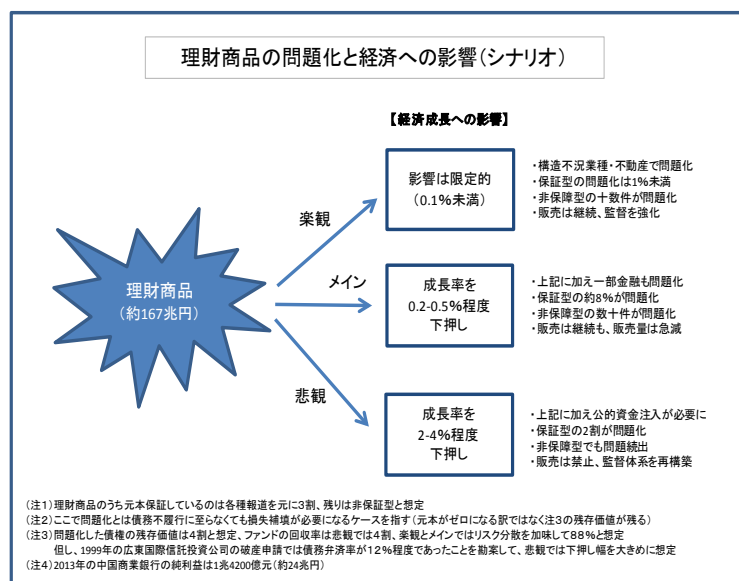 理財商品の問題化と経済への影響(シナリオ)
【経済成長への影響】
影響は限定的
(0.1%未満)
・構造不況業種・不動産で問題化
・保証型の問題化は1%未満
・非保障型の十数件が問題化
・販売は継続、監督を強化
楽観
理財商品
(約167兆円)
メイン
成長率を
0.2-0.5%程度
下押し
・上記に加え一部金融も問題化
・保証型の約8%が問題化
・非保障型の数十件が問題化
・販売は継続も、販売量は急減
悲観
成長率を
2-4%程度
下押し
・上記に加え公的資金注入が必要に
・保証型の2割が問題化
・非保障型でも問題続出
・販売は禁止、監督体系を再構築
(注1)理財商品のうち元本保証しているのは各種報道を元に3割、残りは非保証型と想定
(注2)ここで問題化とは債務不履行に至らなくても損失補填が必要になるケースを指す(元本がゼロになる訳ではなく注3の残存価値が残る)
(注3)問題化した債権の残存価値は4割と想定、ファンドの回収率は悲観では4割、楽観とメインではリスク分散を加味して88%と想定
但し、1999年の広東国際信託投資公司の破産申請では債務弁済率が12%程度であったことを勘案して、悲観では下押し幅を大きめに想定
(注4)2013年の中国商業銀行の純利益は1兆4200億元(約24兆円)